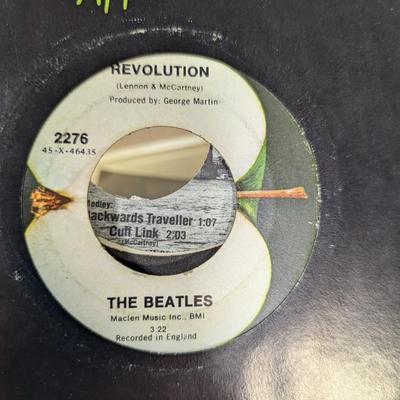 REVOLUTION
(Lennon & McCartney)
Produced by: George Martin
2276
45-X-46435
Medley:
Backwards Traveller 1:07
Cuff Link 2:03
(McCartney)
THE BEATLES
Maclen Music Inc., BMI
3:22
Recorded in England